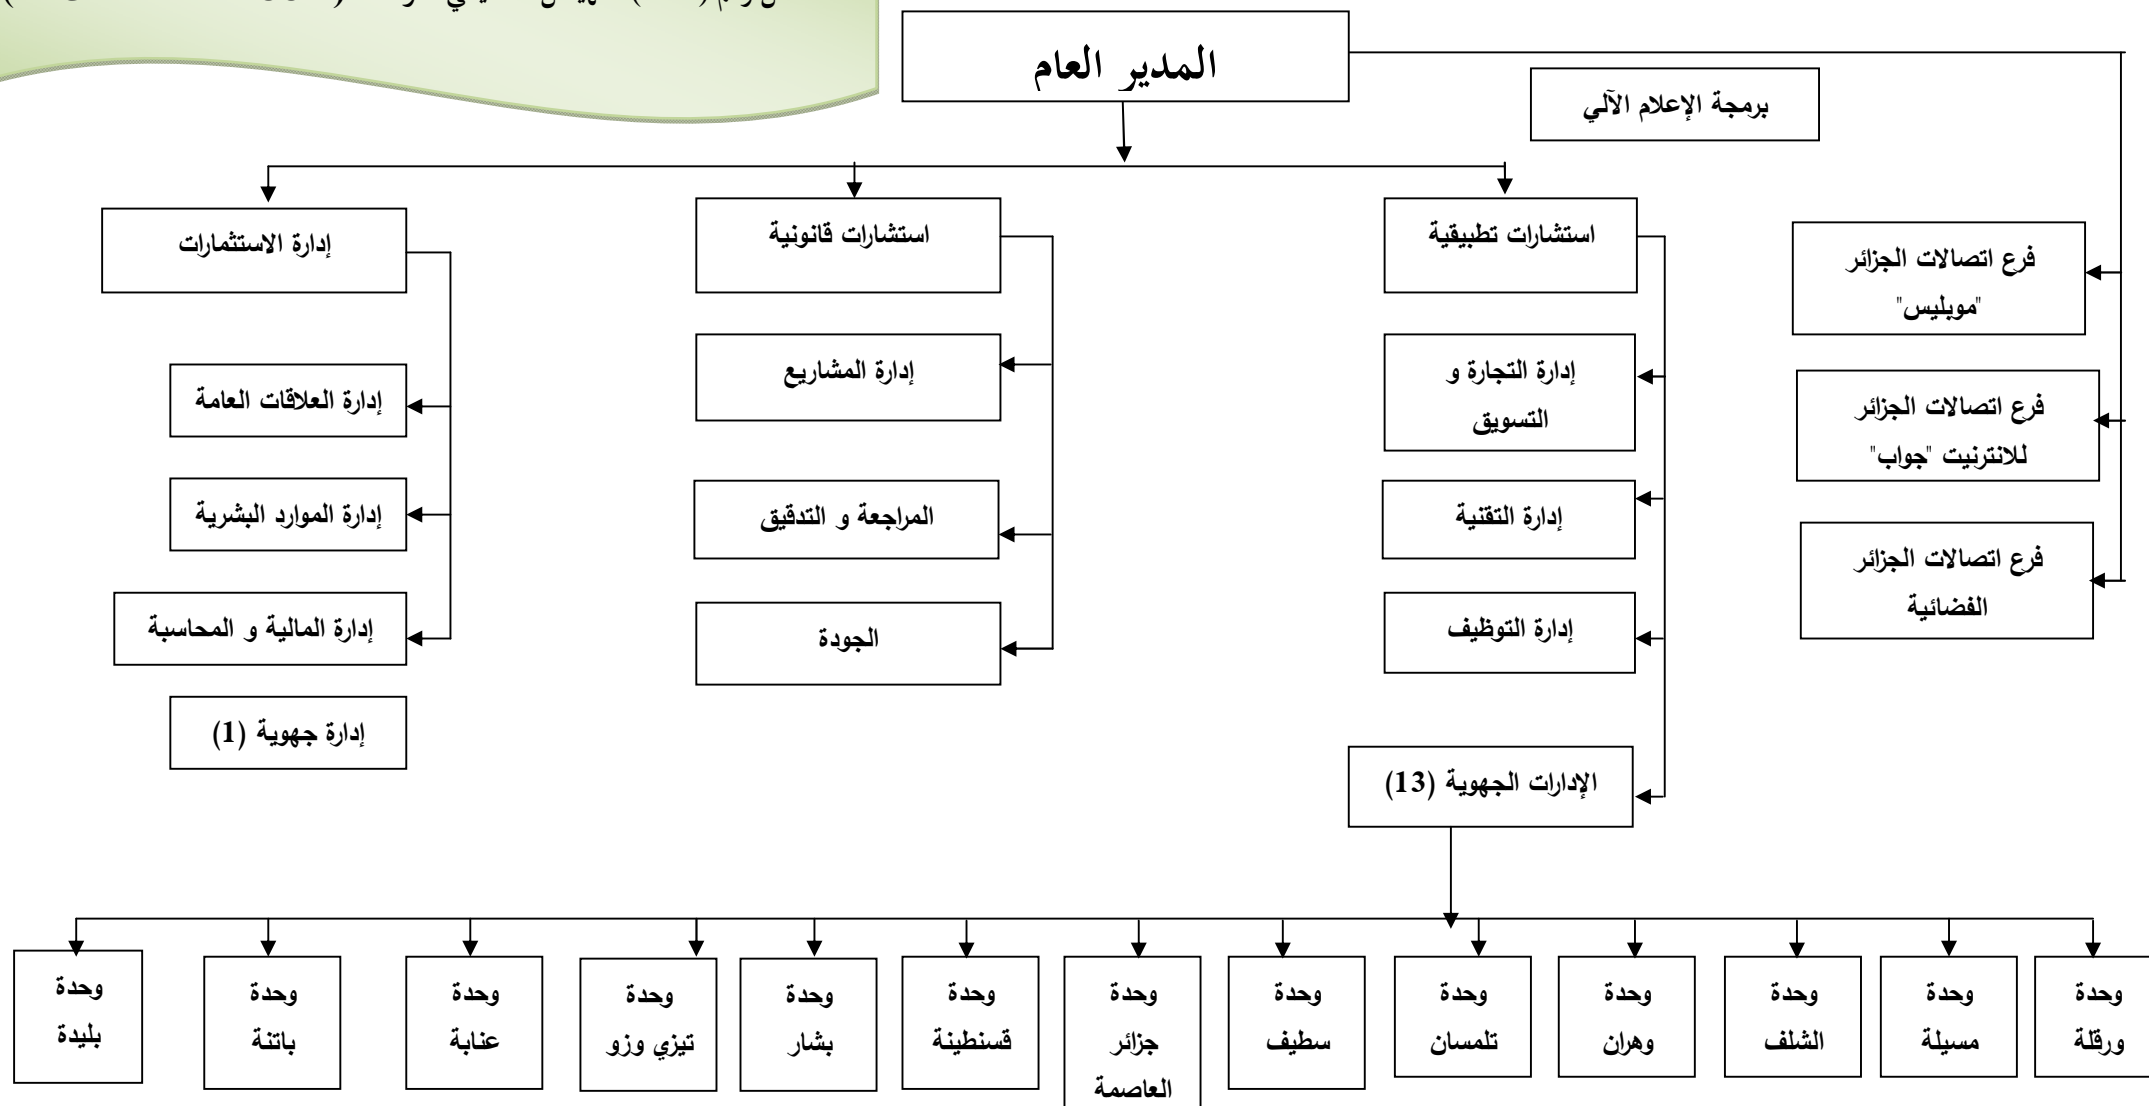 المدير العام
برمجة الإعلام الآلي
استشارات تطبيقية
استشارات قانونية
إدارة الاستثمارات
فرع اتصالات الجزائر
"موبليس"
فرع اتصالات الجزائر
للانترنيت "جواب"
فرع اتصالات الجزائر
الفضائية
إدارة التجارة و
التسويق
إدارة التقنية
إدارة التوظيف
الإدارات الجهوية (13)
إدارة المشاريع
المراجعة و التدقيق
الجودة
إدارة العلاقات العامة
إدارة الموارد البشرية
إدارة المالية و المحاسبة
إدارة جهوية (1)
وحدة
ورقلة
وحدة
مسيلة
وحدة
الشلف
وحدة
وهران
وحدة
تلمسان
وحدة
سطيف
وحدة
جزائر
العاصمة
وحدة
قسنطينة
وحدة
بشار
وحدة
تيزي وزو
وحدة
عنابة
وحدة
باتنة
وحدة
بليدة